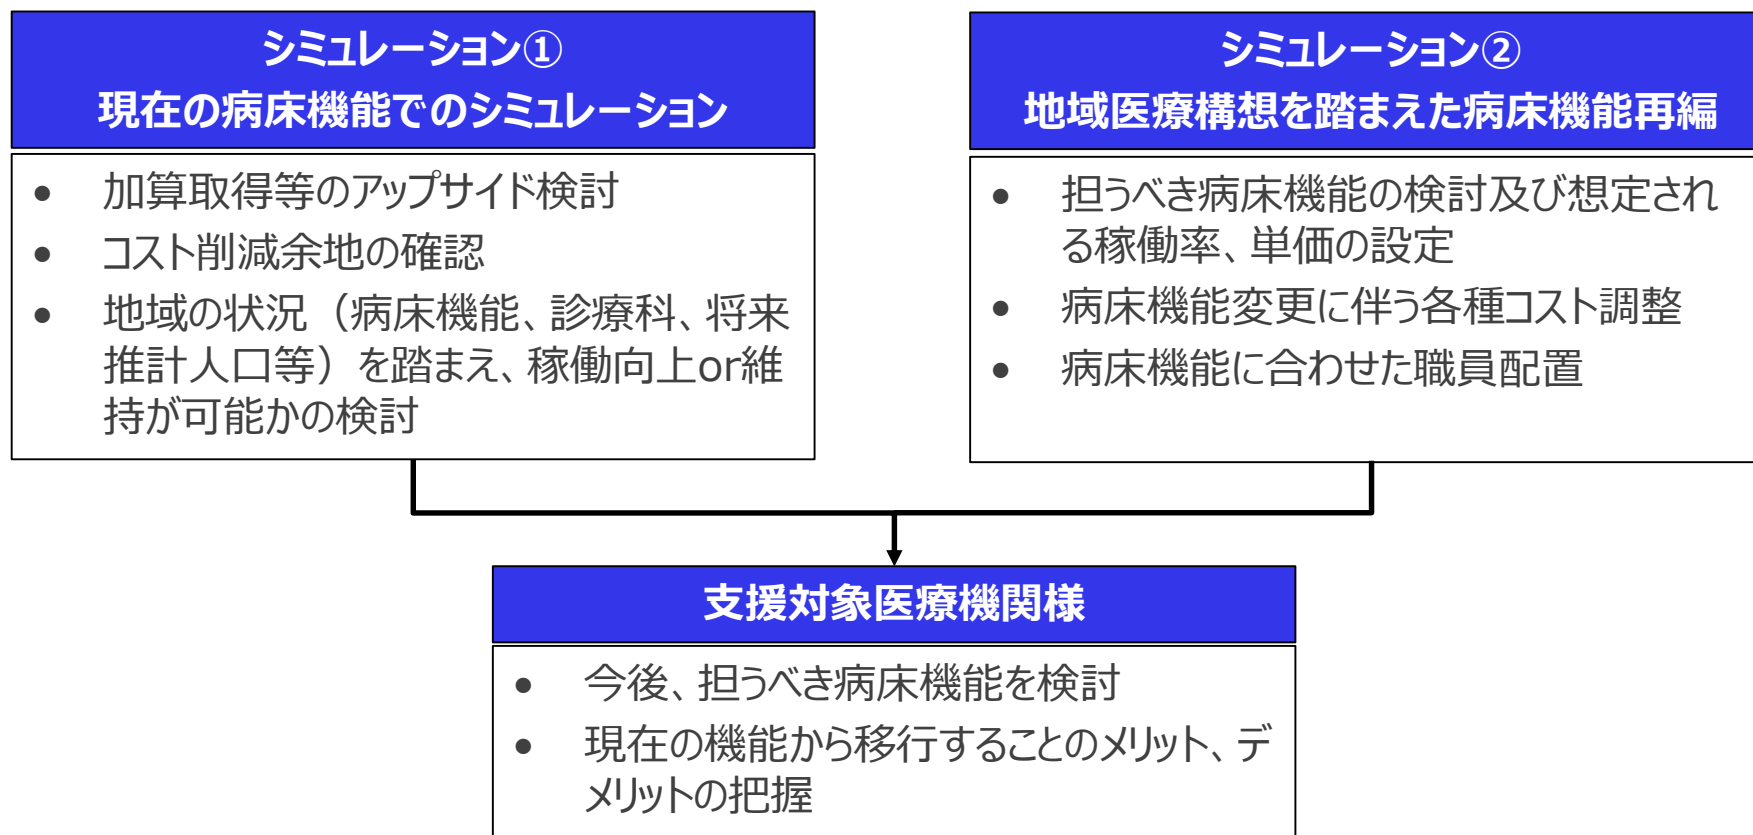 シミュレーション①
現在の病床機能でのシミュレーション
● 加算取得等のアップサイド検討
● コスト削減余地の確認
● 地域の状況（病床機能、診療科、将来
推計人口等）を踏まえ、稼働向上or維
持が可能かの検討
シミュレーション②
地域医療構想を踏まえた病床機能再編
● 担うべき病床機能の検討及び想定され
る稼働率、単価の設定
● 病床機能変更に伴う各種コスト調整
● 病床機能に合わせた職員配置
支援対象医療機関様
● 今後、担うべき病床機能を検討
● 現在の機能から移行することのメリット、デ
メリットの把握